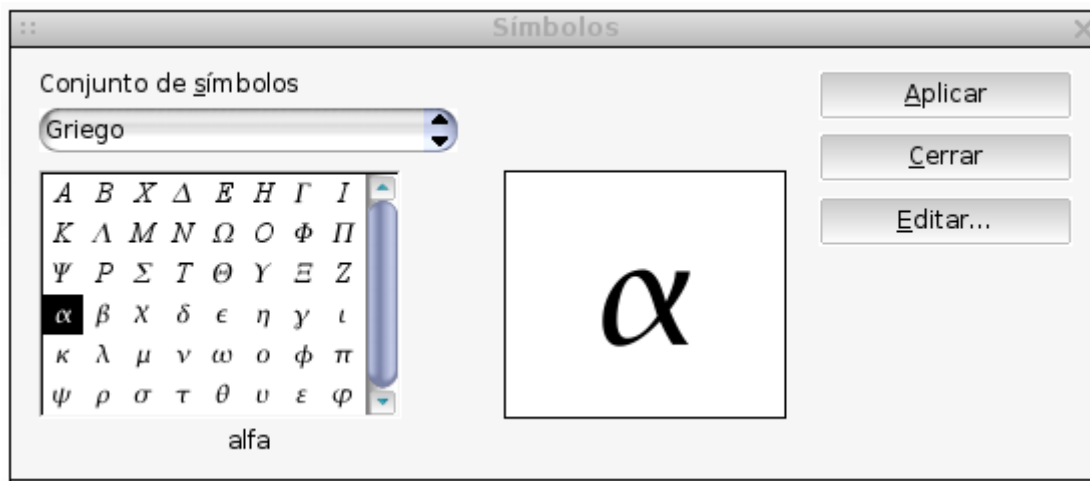 Símbolos
Conjunto de símbolos
Griego
Α Β Χ Δ Ε Η Γ Ι
Κ Λ Μ Ν Ω Ο Φ Π
Ψ Ρ Σ Τ Θ Υ Ξ Ζ
α β χ δ ϵ η γ ι
κ λ μ ν ω ο ϕ π
ψ ρ σ τ θ υ ε φ
alfa
α
Aplicar
Cerrar
Editar...